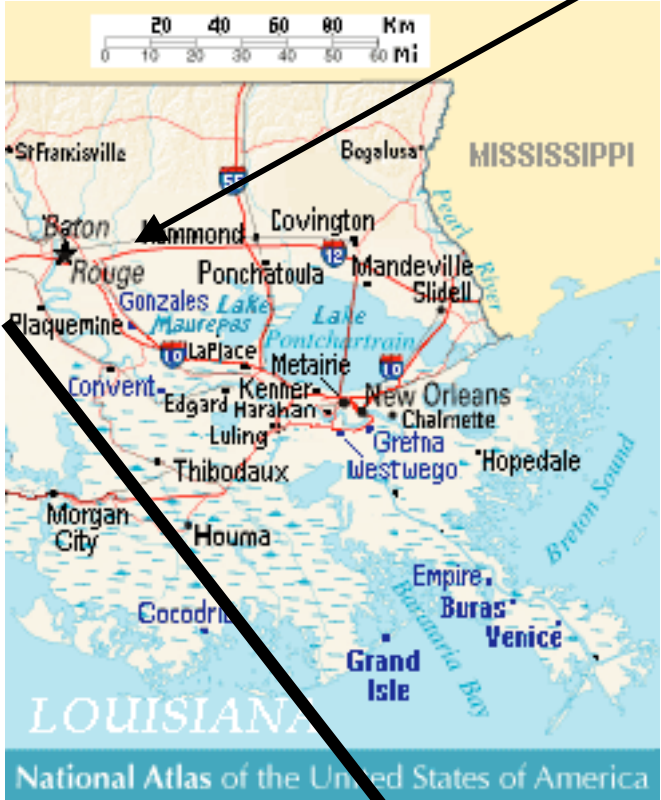 20 40 60 80 Km
0 10 20 30 40 50 60 Mi
St Francisville
Bogalusa
MISSISSIPPI
55
Pearl River
Baton Rouge
Hammond
Covington
12
Ponchatoula
Mandeville
Slidell
Gonzales
Lake Maurepas
Lake Pontchartrain
Plaquemine
10
LaPlace
Metairie
10
Convent
Kenner
New Orleans
Edgard
Harahan
Chalmette
Luling
Gretna
Westwego
Hopedale
Thibodaux
Breton Sound
Morgan City
Houma
Empire
Buras
Cocodri
Venice
Barataria Bay
Grand Isle
LOUISIANA
National Atlas of the United States of America